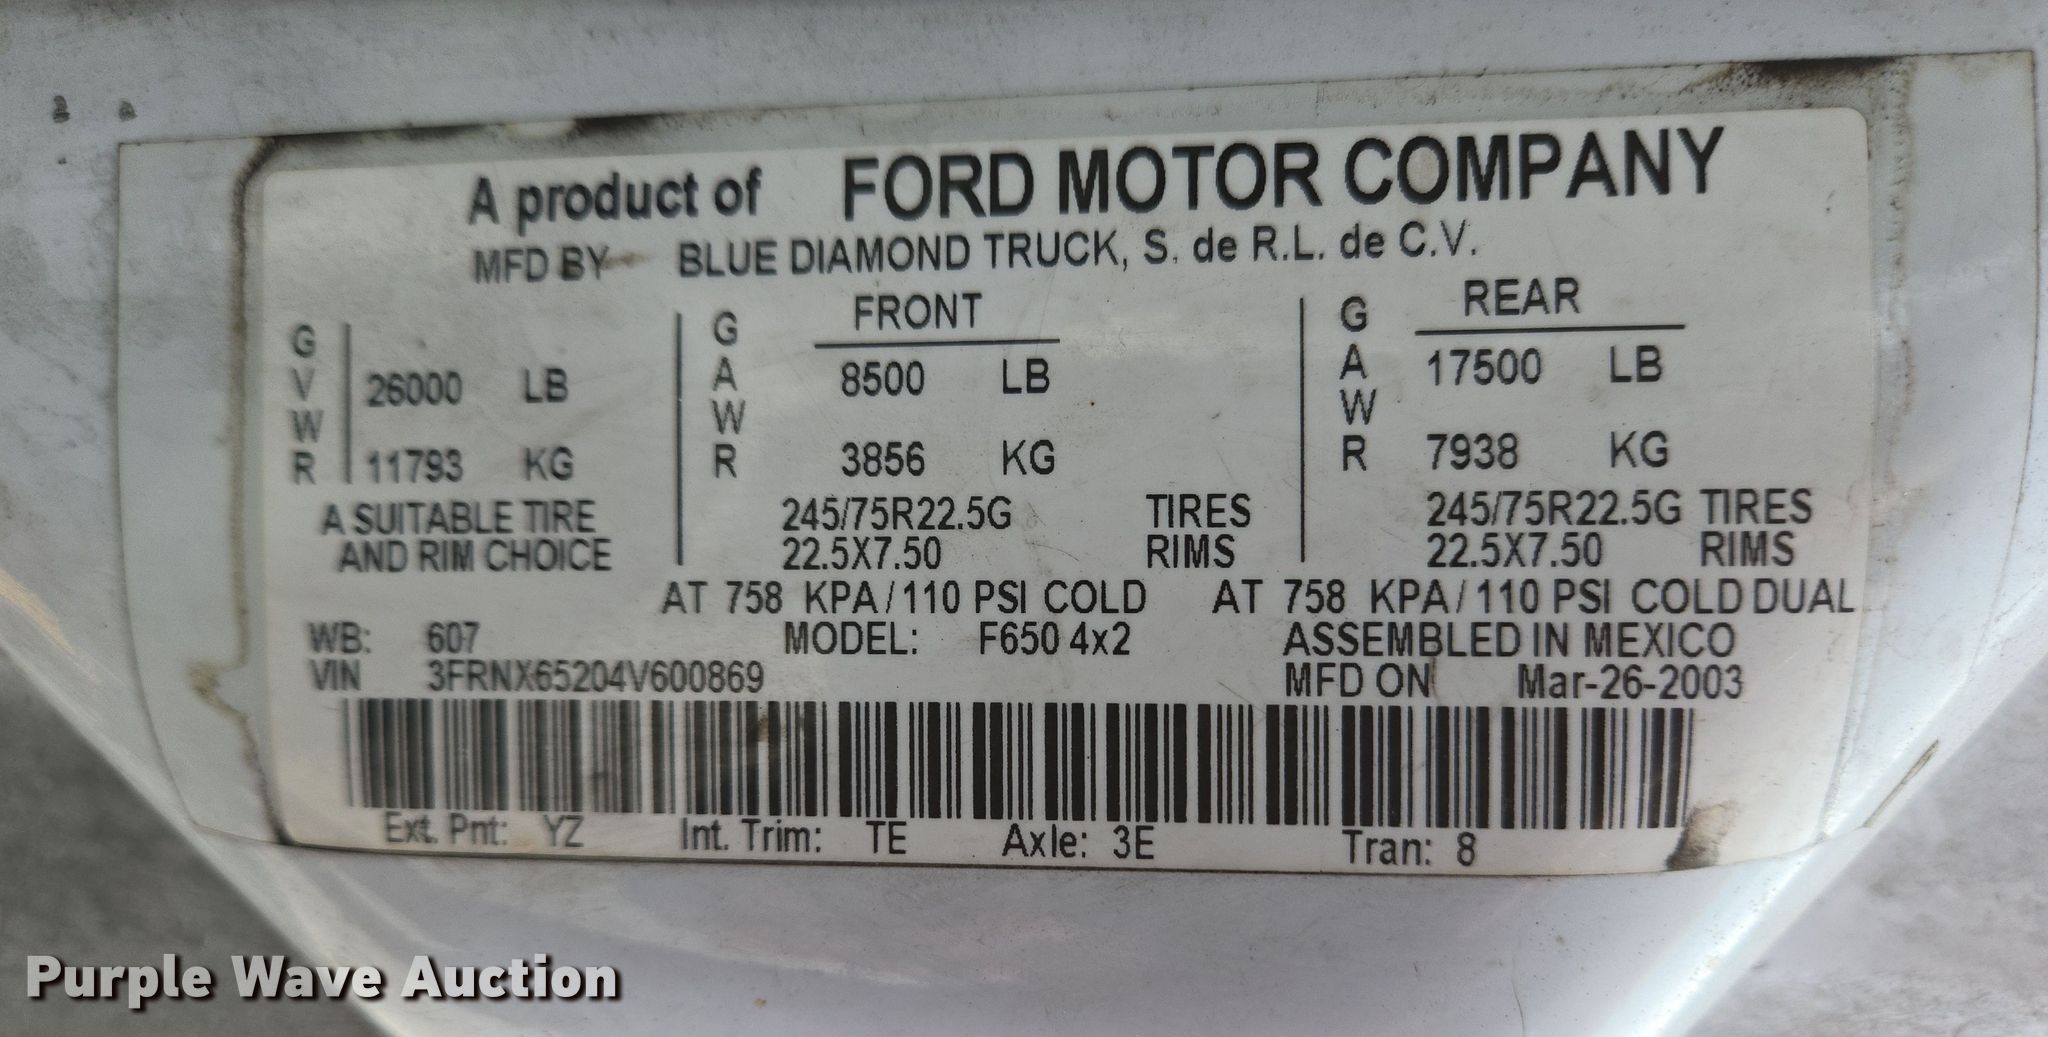 A product of FORD MOTOR COMPANY
MFD BY BLUE DIAMOND TRUCK, S. de R.L. de C.V.
GVWR 26000 LB 11793 KG
GAWR FRONT 8500 LB 3856 KG
GAWR REAR 17500 LB 7938 KG
A SUITABLE TIRE 245/75R22.5G TIRES 245/75R22.5G TIRES
AND RIM CHOICE 22.5X7.50 RIMS 22.5X7.50 RIMS
AT 758 KPA/110 PSI COLD AT 758 KPA/110 PSI COLD DUAL
WB: 607 MODEL: F650 4x2 ASSEMBLED IN MEXICO
VIN 3FRNX65204V600869 MFD ON Mar-26-2003
Ext. Pnt: YZ Int. Trim: TE Axle: 3E Tran: 8
Purple Wave Auction